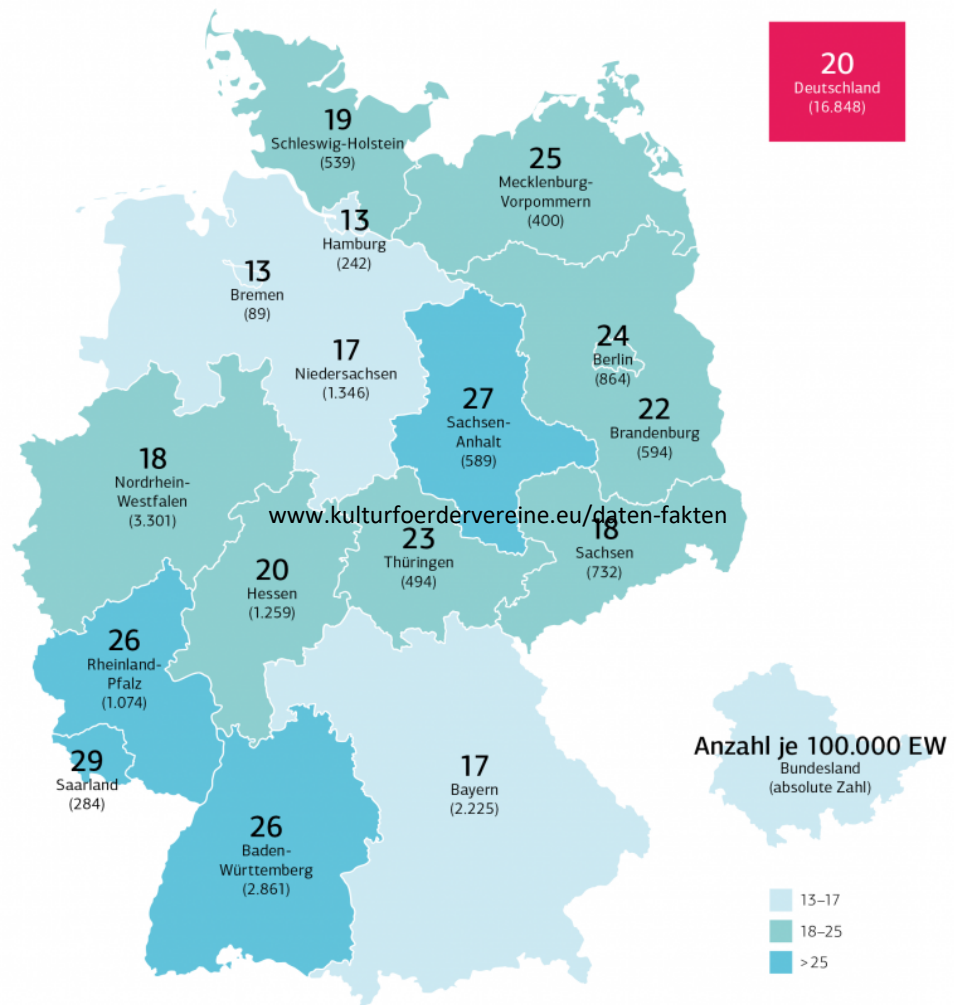 20
Deutschland
(16.848)
19
Schleswig-Holstein
(539)
25
Mecklenburg-
Vorpommern
(400)
13
Hamburg
(242)
13
Bremen
(89)
17
Niedersachsen
(1.346)
24
Berlin
(864)
22
Brandenburg
(594)
27
Sachsen-
Anhalt
(589)
18
Nordrhein-
Westfalen
(3.301)
www.kulturfoerdervereine.eu/daten-fakten
23
Thüringen
(494)
18
Sachsen
(732)
20
Hessen
(1.259)
26
Rheinland-
Pfalz
(1.074)
29
Saarland
(284)
26
Baden-
Württemberg
(2.861)
17
Bayern
(2.225)
Anzahl je 100.000 EW
Bundesland
(absolute Zahl)
13–17
18–25
>25